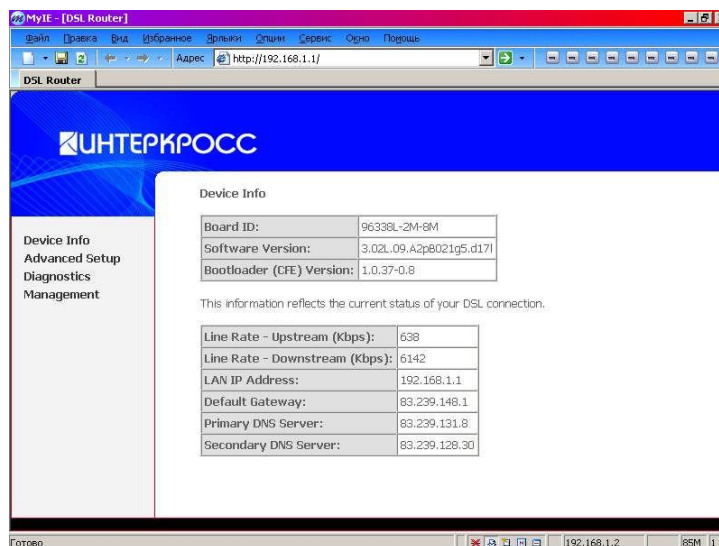 MyIE - [DSL Router]
Файл Правка Вид Избранное Ярлыки Опции Сервис Окно Помощь
Адрес http://192.168.1.1/
DSL Router
ИНТЕРКРОСС
Device Info
Board ID: 96338L-2M-8M
Software Version: 3.02L.09.A2pB021g5.d17l
Bootloader (CFE) Version: 1.0.37-0.8
Device Info
Advanced Setup
Diagnostics
Management
This information reflects the current status of your DSL connection.
Line Rate - Upstream (Kbps): 638
Line Rate - Downstream (Kbps): 6142
LAN IP Address: 192.168.1.1
Default Gateway: 83.239.148.1
Primary DNS Server: 83.239.131.8
Secondary DNS Server: 83.239.128.30
Готово 192.168.1.2 85M